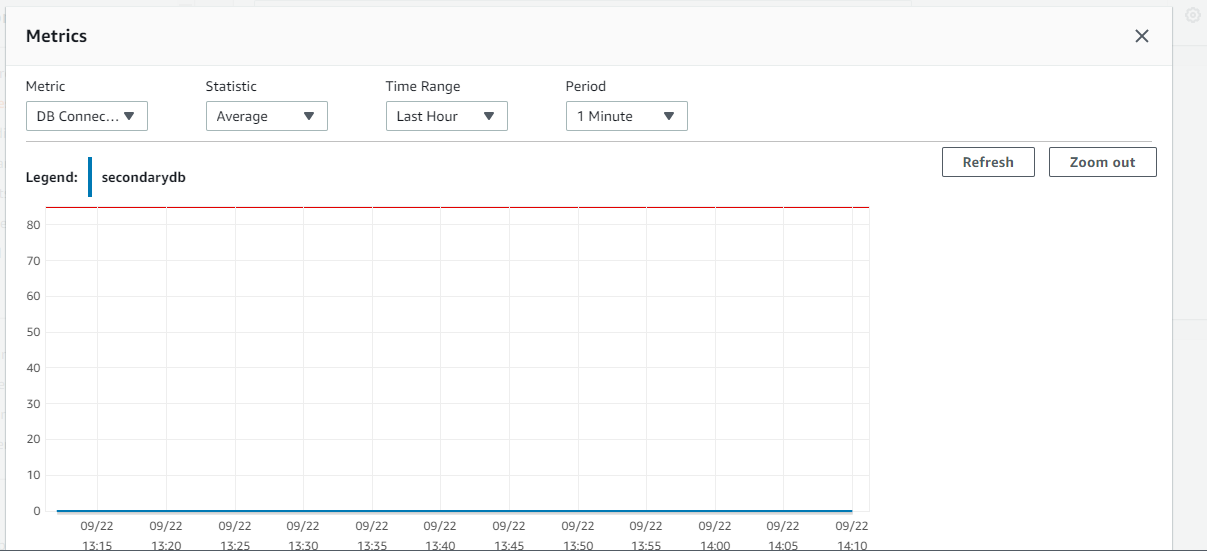 Metrics
Metric Statistic Time Range Period
DB Connec... Average Last Hour 1 Minute
Refresh Zoom out
Legend: secondarydb
80
70
60
50
40
30
20
10
0
09/22 09/22 09/22 09/22 09/22 09/22 09/22 09/22 09/22 09/22 09/22 09/22
13:15 13:20 13:25 13:30 13:35 13:40 13:45 13:50 13:55 14:00 14:05 14:10